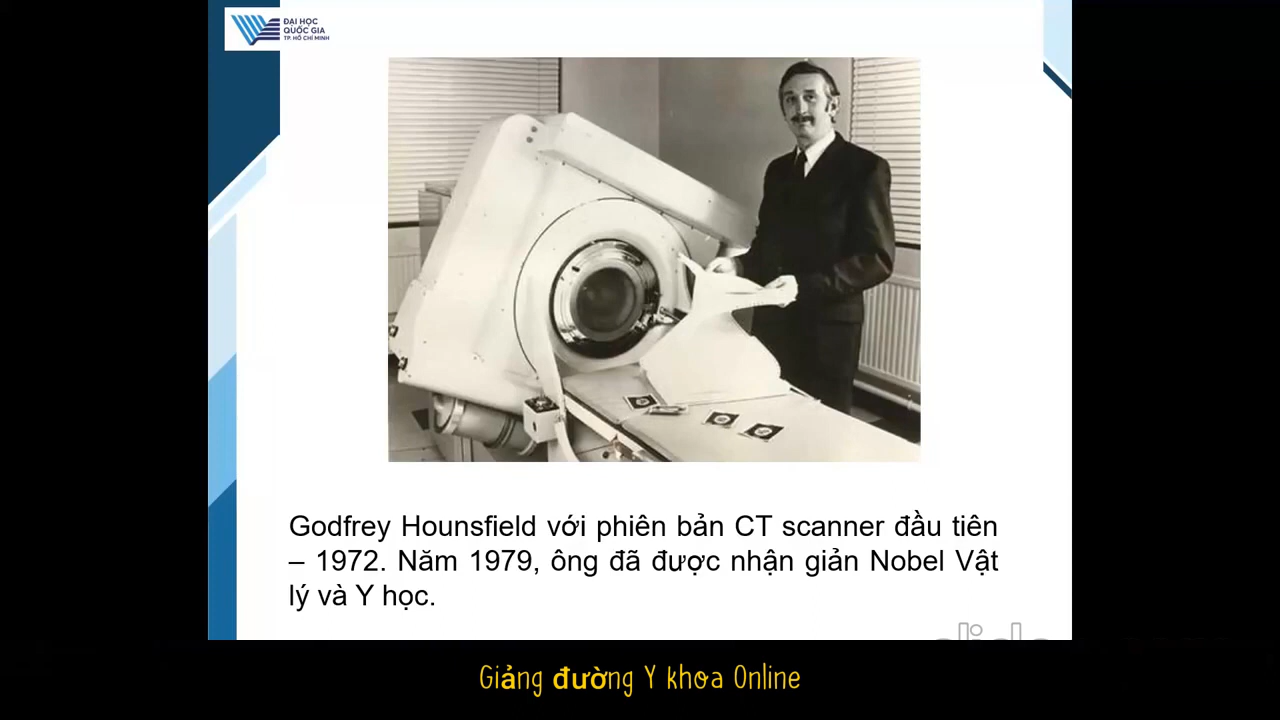 ĐẠI HỌC
QUỐC GIA
TP. HỒ CHÍ MINH
Godfrey Hounsfield với phiên bản CT scanner đầu tiên
– 1972. Năm 1979, ông đã được nhận giản Nobel Vật
lý và Y học.
Giảng đường Y khoa Online